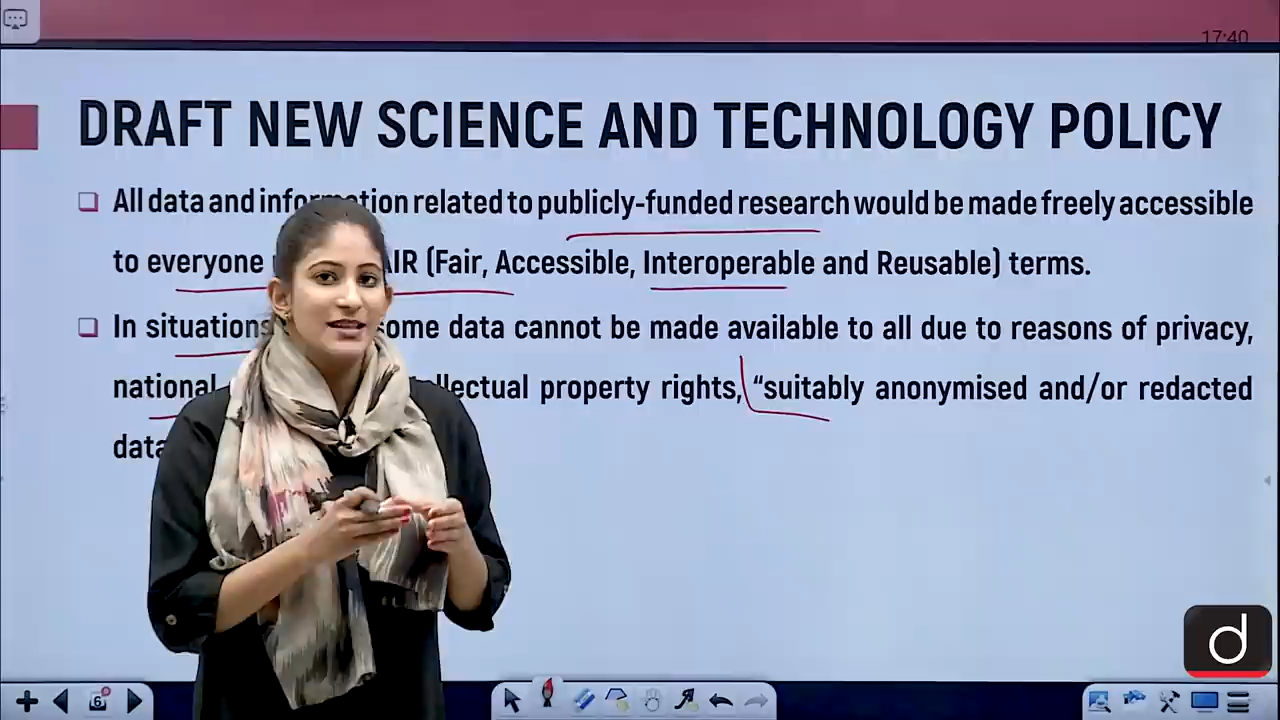 17:40
DRAFT NEW SCIENCE AND TECHNOLOGY POLICY
All data and information related to publicly-funded research would be made freely accessible
to everyone AIR (Fair, Accessible, Interoperable and Reusable) terms.
In situations some data cannot be made available to all due to reasons of privacy,
national property rights, “suitably anonymised and/or redacted
data
6
d